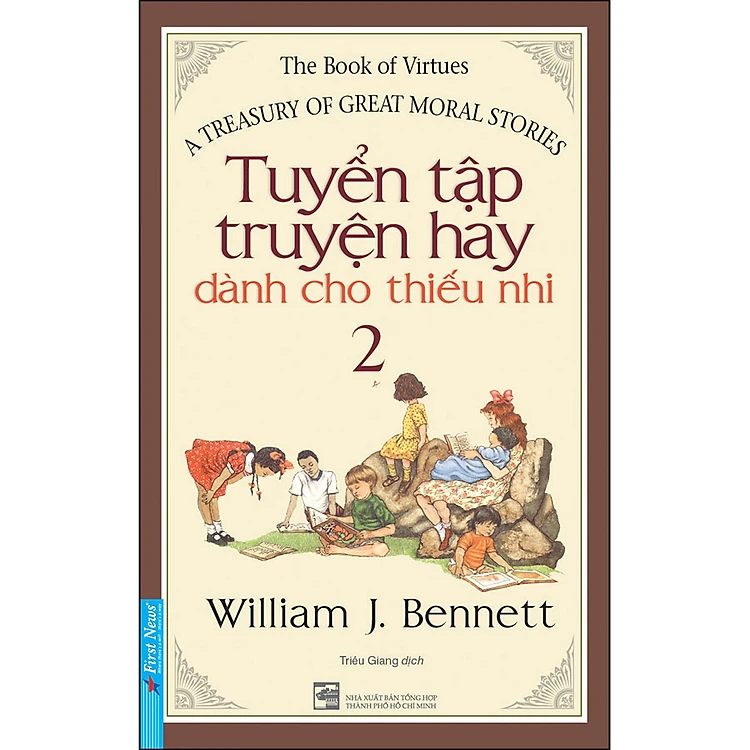 The Book of Virtues
A TREASURY OF GREAT MORAL STORIES
Tuyển tập
truyện hay
dành cho thiếu nhi
2
William J. Bennett
Triều Giang dịch
First News®
NHÀ XUẤT BẢN TỔNG HỢP
THÀNH PHỐ HỒ CHÍ MINH